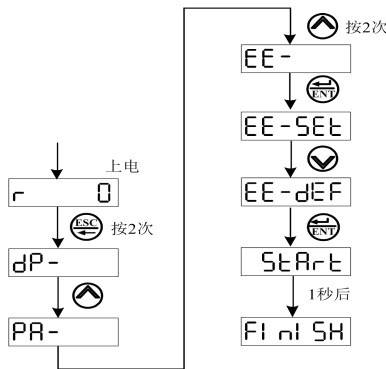 上电
r 0
ESC
按2次
dP-
PA-
按2次
EE-
ENT
EE-SEt
EE-dEF
ENT
StArt
1秒后
FInISH